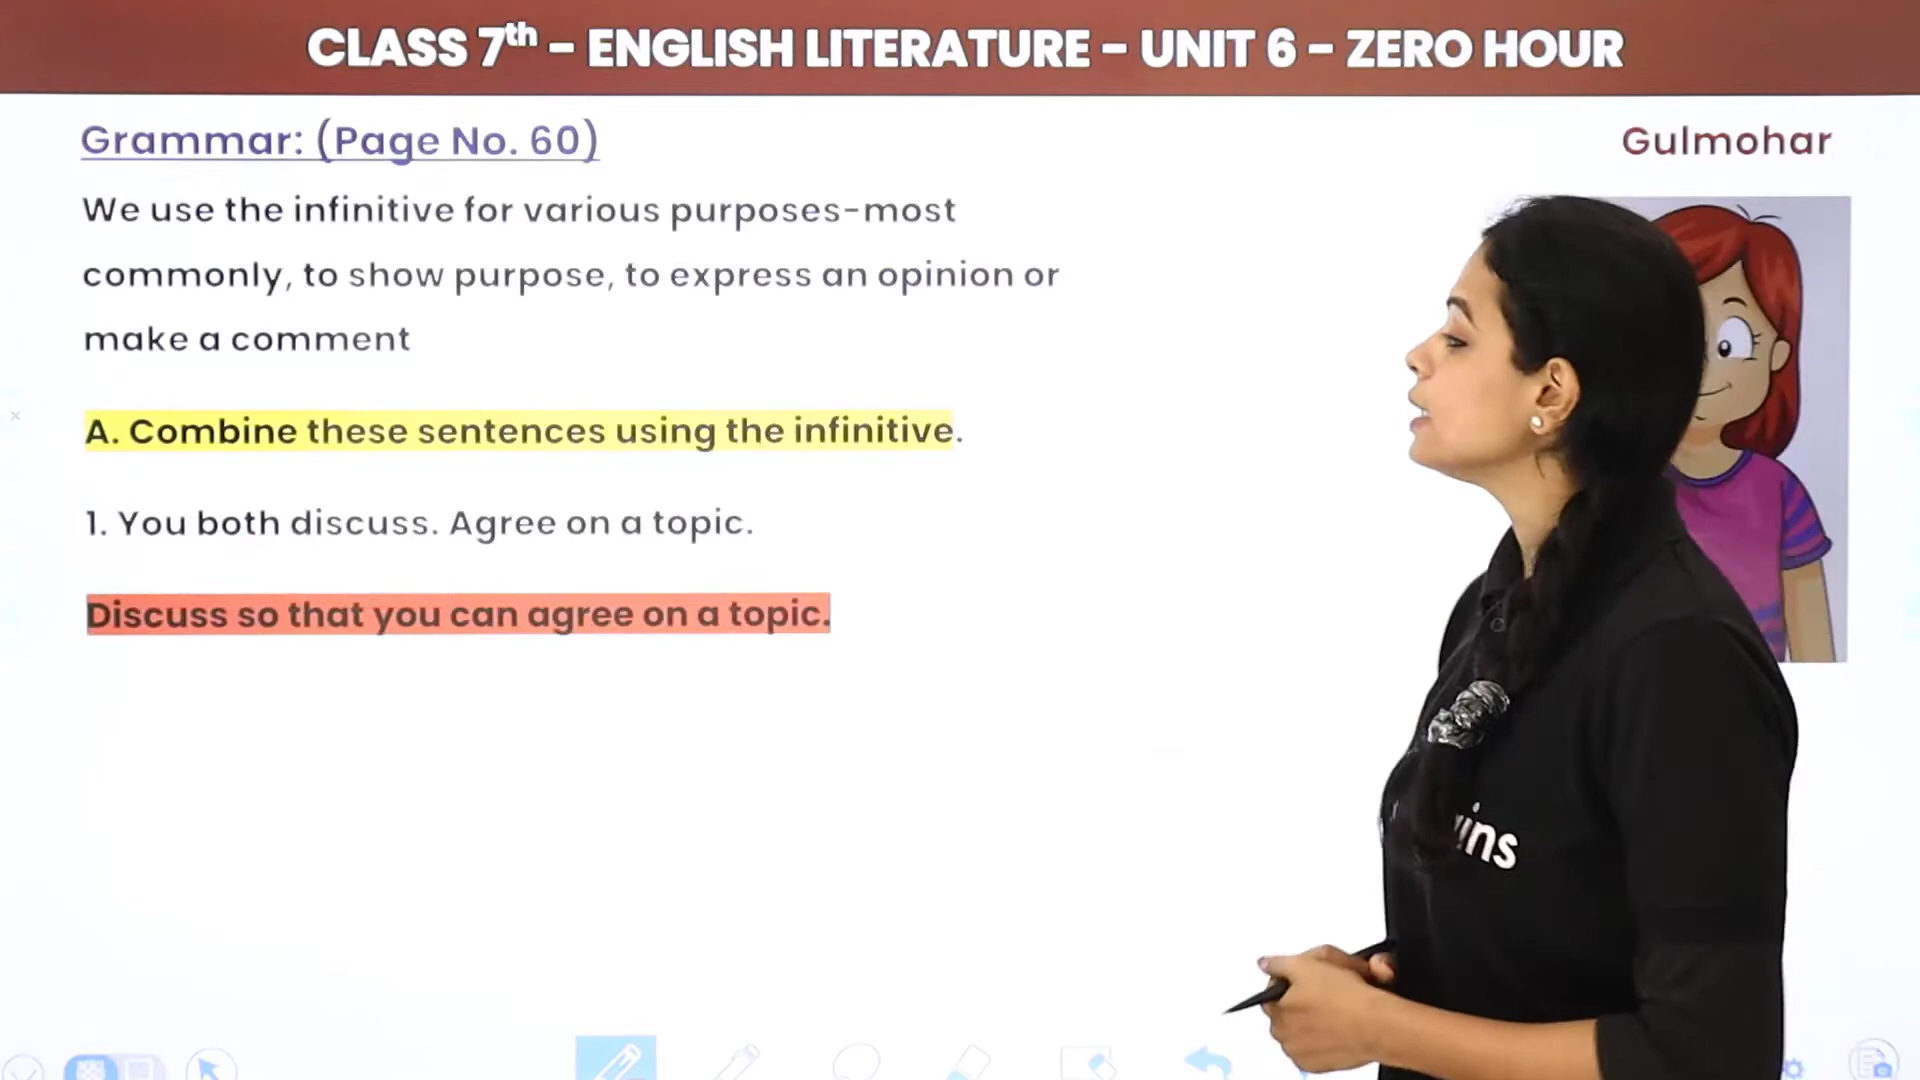 CLASS 7th – ENGLISH LITERATURE – UNIT 6 – ZERO HOUR
Grammar: (Page No. 60)
Gulmohar
We use the infinitive for various purposes-most
commonly, to show purpose, to express an opinion or
make a comment
A. Combine these sentences using the infinitive.
1. You both discuss. Agree on a topic.
Discuss so that you can agree on a topic.